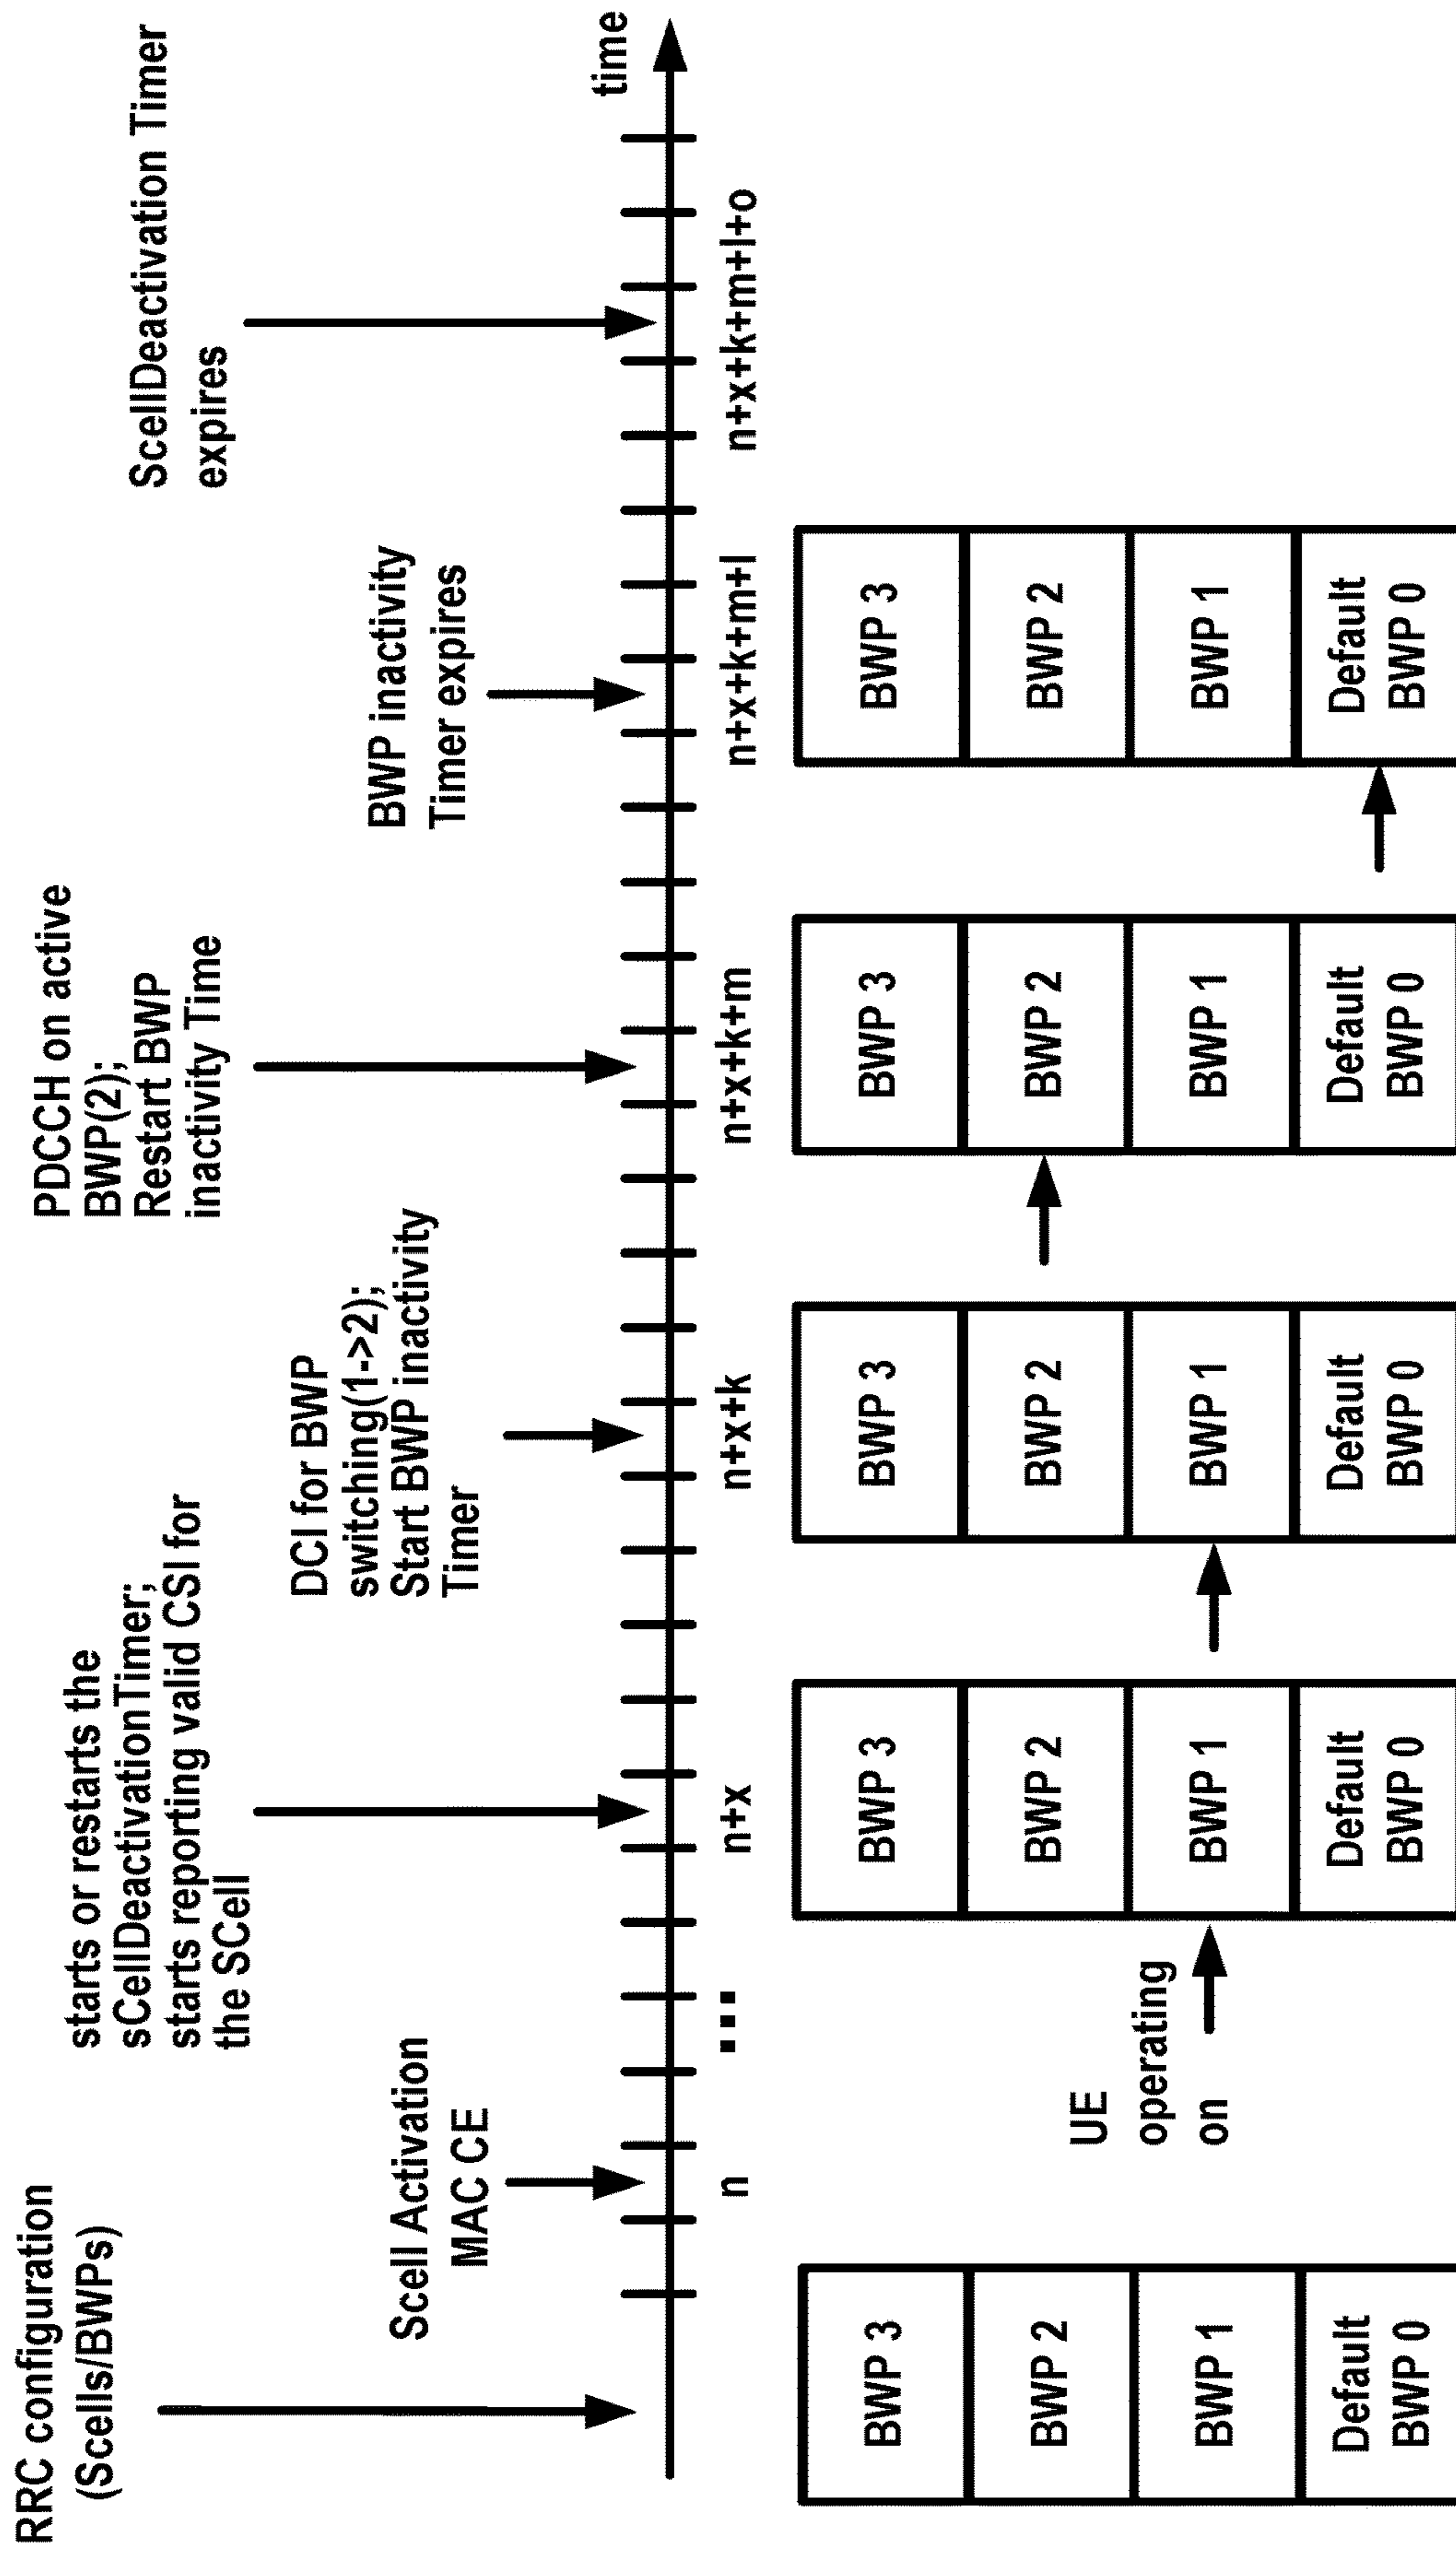 RRC configuration
(Scells/BWPs)
Scell Activation
MAC CE
starts or restarts the
sCellDeactivationTimer;
starts reporting valid CSI for
the SCell
DCI for BWP
switching(1->2);
Start BWP inactivity
Timer
PDCCH on active
BWP(2);
Restart BWP
inactivity Time
BWP inactivity
Timer expires
ScellDeactivation Timer
expires
time
n
...
n+x
n+x+k
n+x+k+m
n+x+k+m+l
n+x+k+m+l+o
BWP 3
BWP 2
BWP 1
Default
BWP 0
UE
operating
on
BWP 3
BWP 2
BWP 1
Default
BWP 0
BWP 3
BWP 2
BWP 1
Default
BWP 0
BWP 3
BWP 2
BWP 1
Default
BWP 0
BWP 3
BWP 2
BWP 1
Default
BWP 0